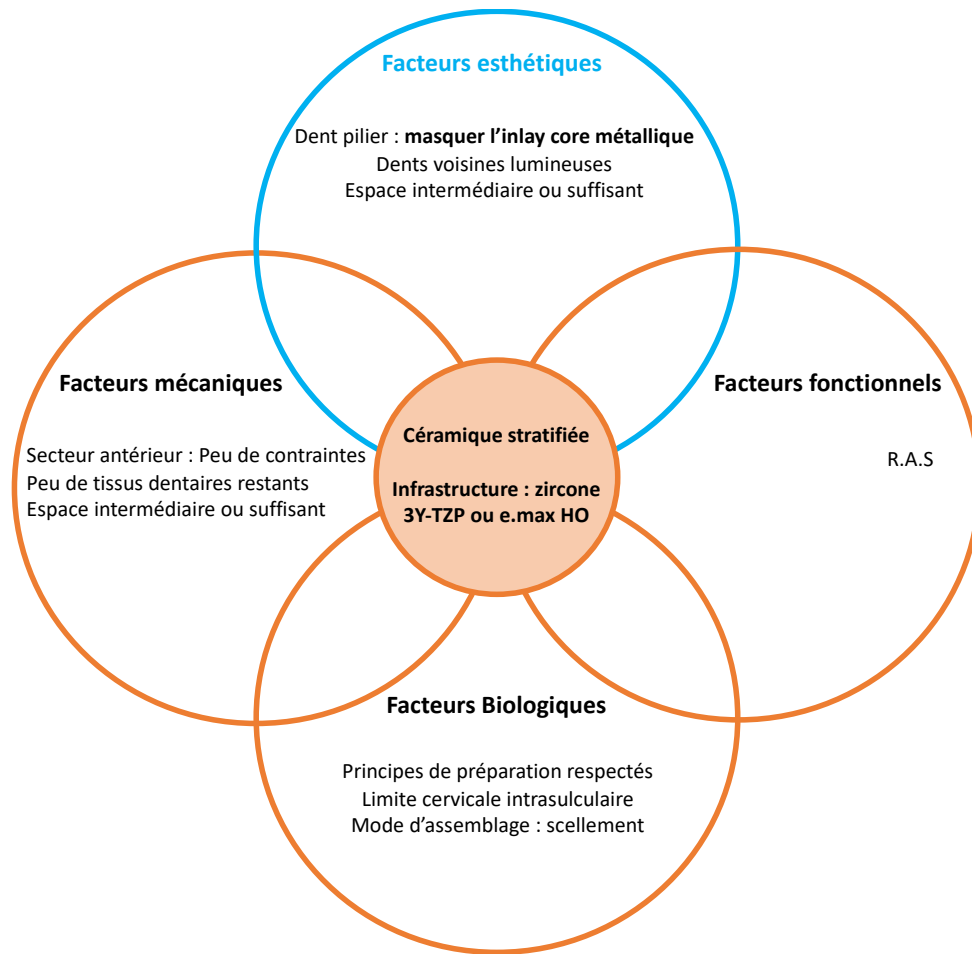 Facteurs esthétiques
Dent pilier : masquer l’inlay core métallique
Dents voisines lumineuses
Espace intermédiaire ou suffisant
Facteurs mécaniques
Secteur antérieur : Peu de contraintes
Peu de tissus dentaires restants
Espace intermédiaire ou suffisant
Céramique stratifiée
Infrastructure : zircone
3Y-TZP ou e.max HO
Facteurs fonctionnels
R.A.S
Facteurs Biologiques
Principes de préparation respectés
Limite cervicale intrasulculaire
Mode d’assemblage : scellement